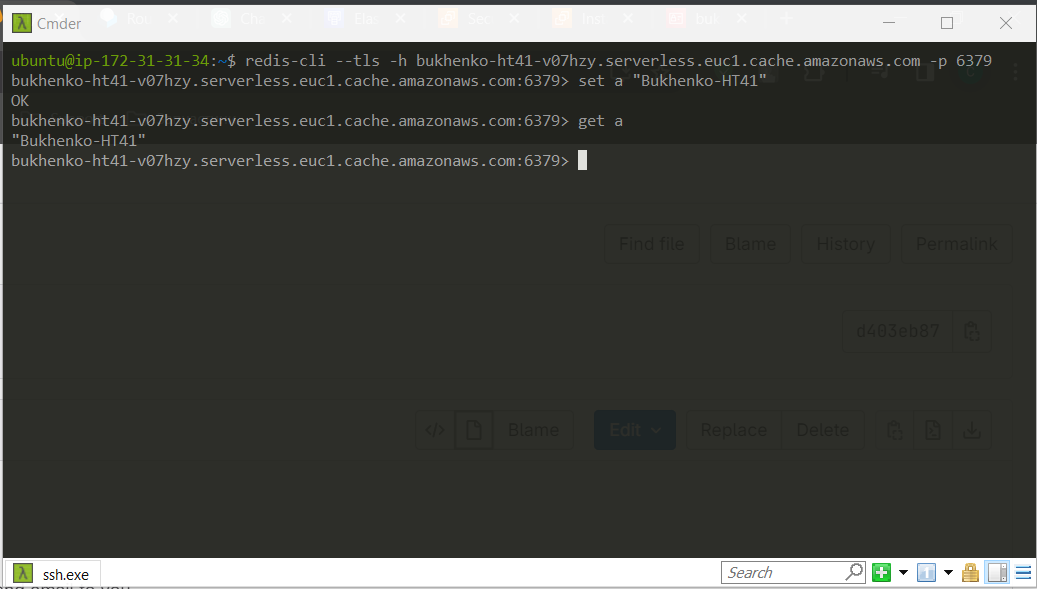 Cmder
ubuntu@ip-172-31-31-34:~$ redis-cli --tls -h bukhenko-ht41-v07hzy.serverless.euc1.cache.amazonaws.com -p 6379
bukhenko-ht41-v07hzy.serverless.euc1.cache.amazonaws.com:6379> set a "Bukhenko-HT41"
OK
bukhenko-ht41-v07hzy.serverless.euc1.cache.amazonaws.com:6379> get a
"Bukhenko-HT41"
bukhenko-ht41-v07hzy.serverless.euc1.cache.amazonaws.com:6379>
Find file Blame History Permalink
d403eb87
</> Blame Edit Replace Delete
ssh.exe Search